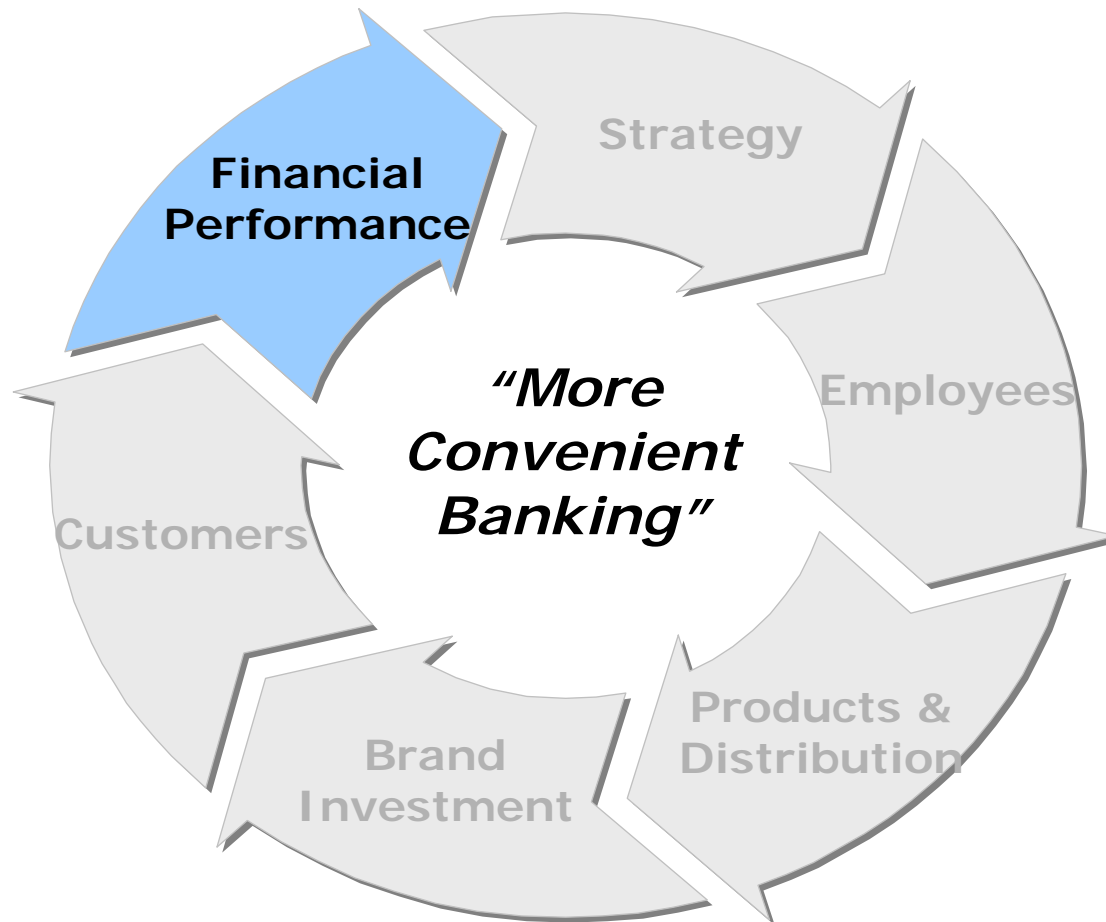 Financial
Performance
Strategy
Employees
Products &
Distribution
Brand
Investment
Customers
“More
Convenient
Banking”